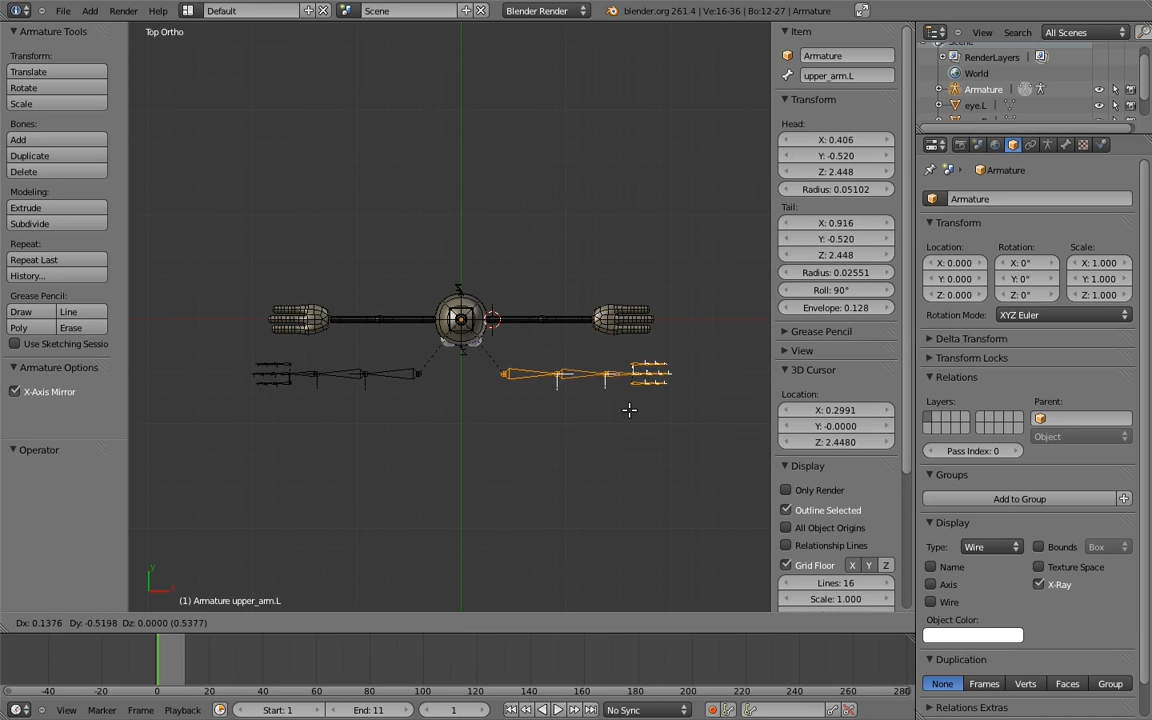 File Add Render Help Default Scene Blender Render blender.org 261.4 | Ve:16-36 | Bo:12-27 | Armature
Armature Tools
Transform:
Translate
Rotate
Scale
Bones:
Add
Duplicate
Delete
Modeling:
Extrude
Subdivide
Repeat:
Repeat Last
History...
Grease Pencil:
Draw Line
Poly Erase
Use Sketching Sessio
Armature Options
X-Axis Mirror
Operator
Top Ortho
y
x
(1) Armature upper_arm.L
Dx: 0.1376 Dy: -0.5198 Dz: 0.0000 (0.5377)
Item
Armature
upper_arm.L
Transform
Head:
X: 0.406
Y: -0.520
Z: 2.448
Radius: 0.05102
Tail:
X: 0.916
Y: -0.520
Z: 2.448
Radius: 0.02551
Roll: 90°
Envelope: 0.128
Grease Pencil
View
3D Cursor
Location:
X: 0.2991
Y: -0.0000
Z: 2.4480
Display
Only Render
Outline Selected
All Object Origins
Relationship Lines
Grid Floor X Y Z
Lines: 16
Scale: 1.000
View Search All Scenes
RenderLayers
World
Armature
eye.L
Armature
Armature
Transform
Location: Rotation: Scale:
X: 0.000 X: 0° X: 1.000
Y: 0.000 Y: 0° Y: 1.000
Z: 0.000 Z: 0° Z: 1.000
Rotation Mode: XYZ Euler
Delta Transform
Transform Locks
Relations
Layers: Parent:
Object
Pass Index: 0
Groups
Add to Group
Display
Type: Wire Bounds Box
Name Texture Space
Axis X-Ray
Wire
Object Color:
Duplication
None Frames Verts Faces Group
Relations Extras
-40 -20 0 20 40 60 80 100 120 140 160 180 200 220 240 260 280
View Marker Frame Playback Start: 1 End: 11 1 No Sync